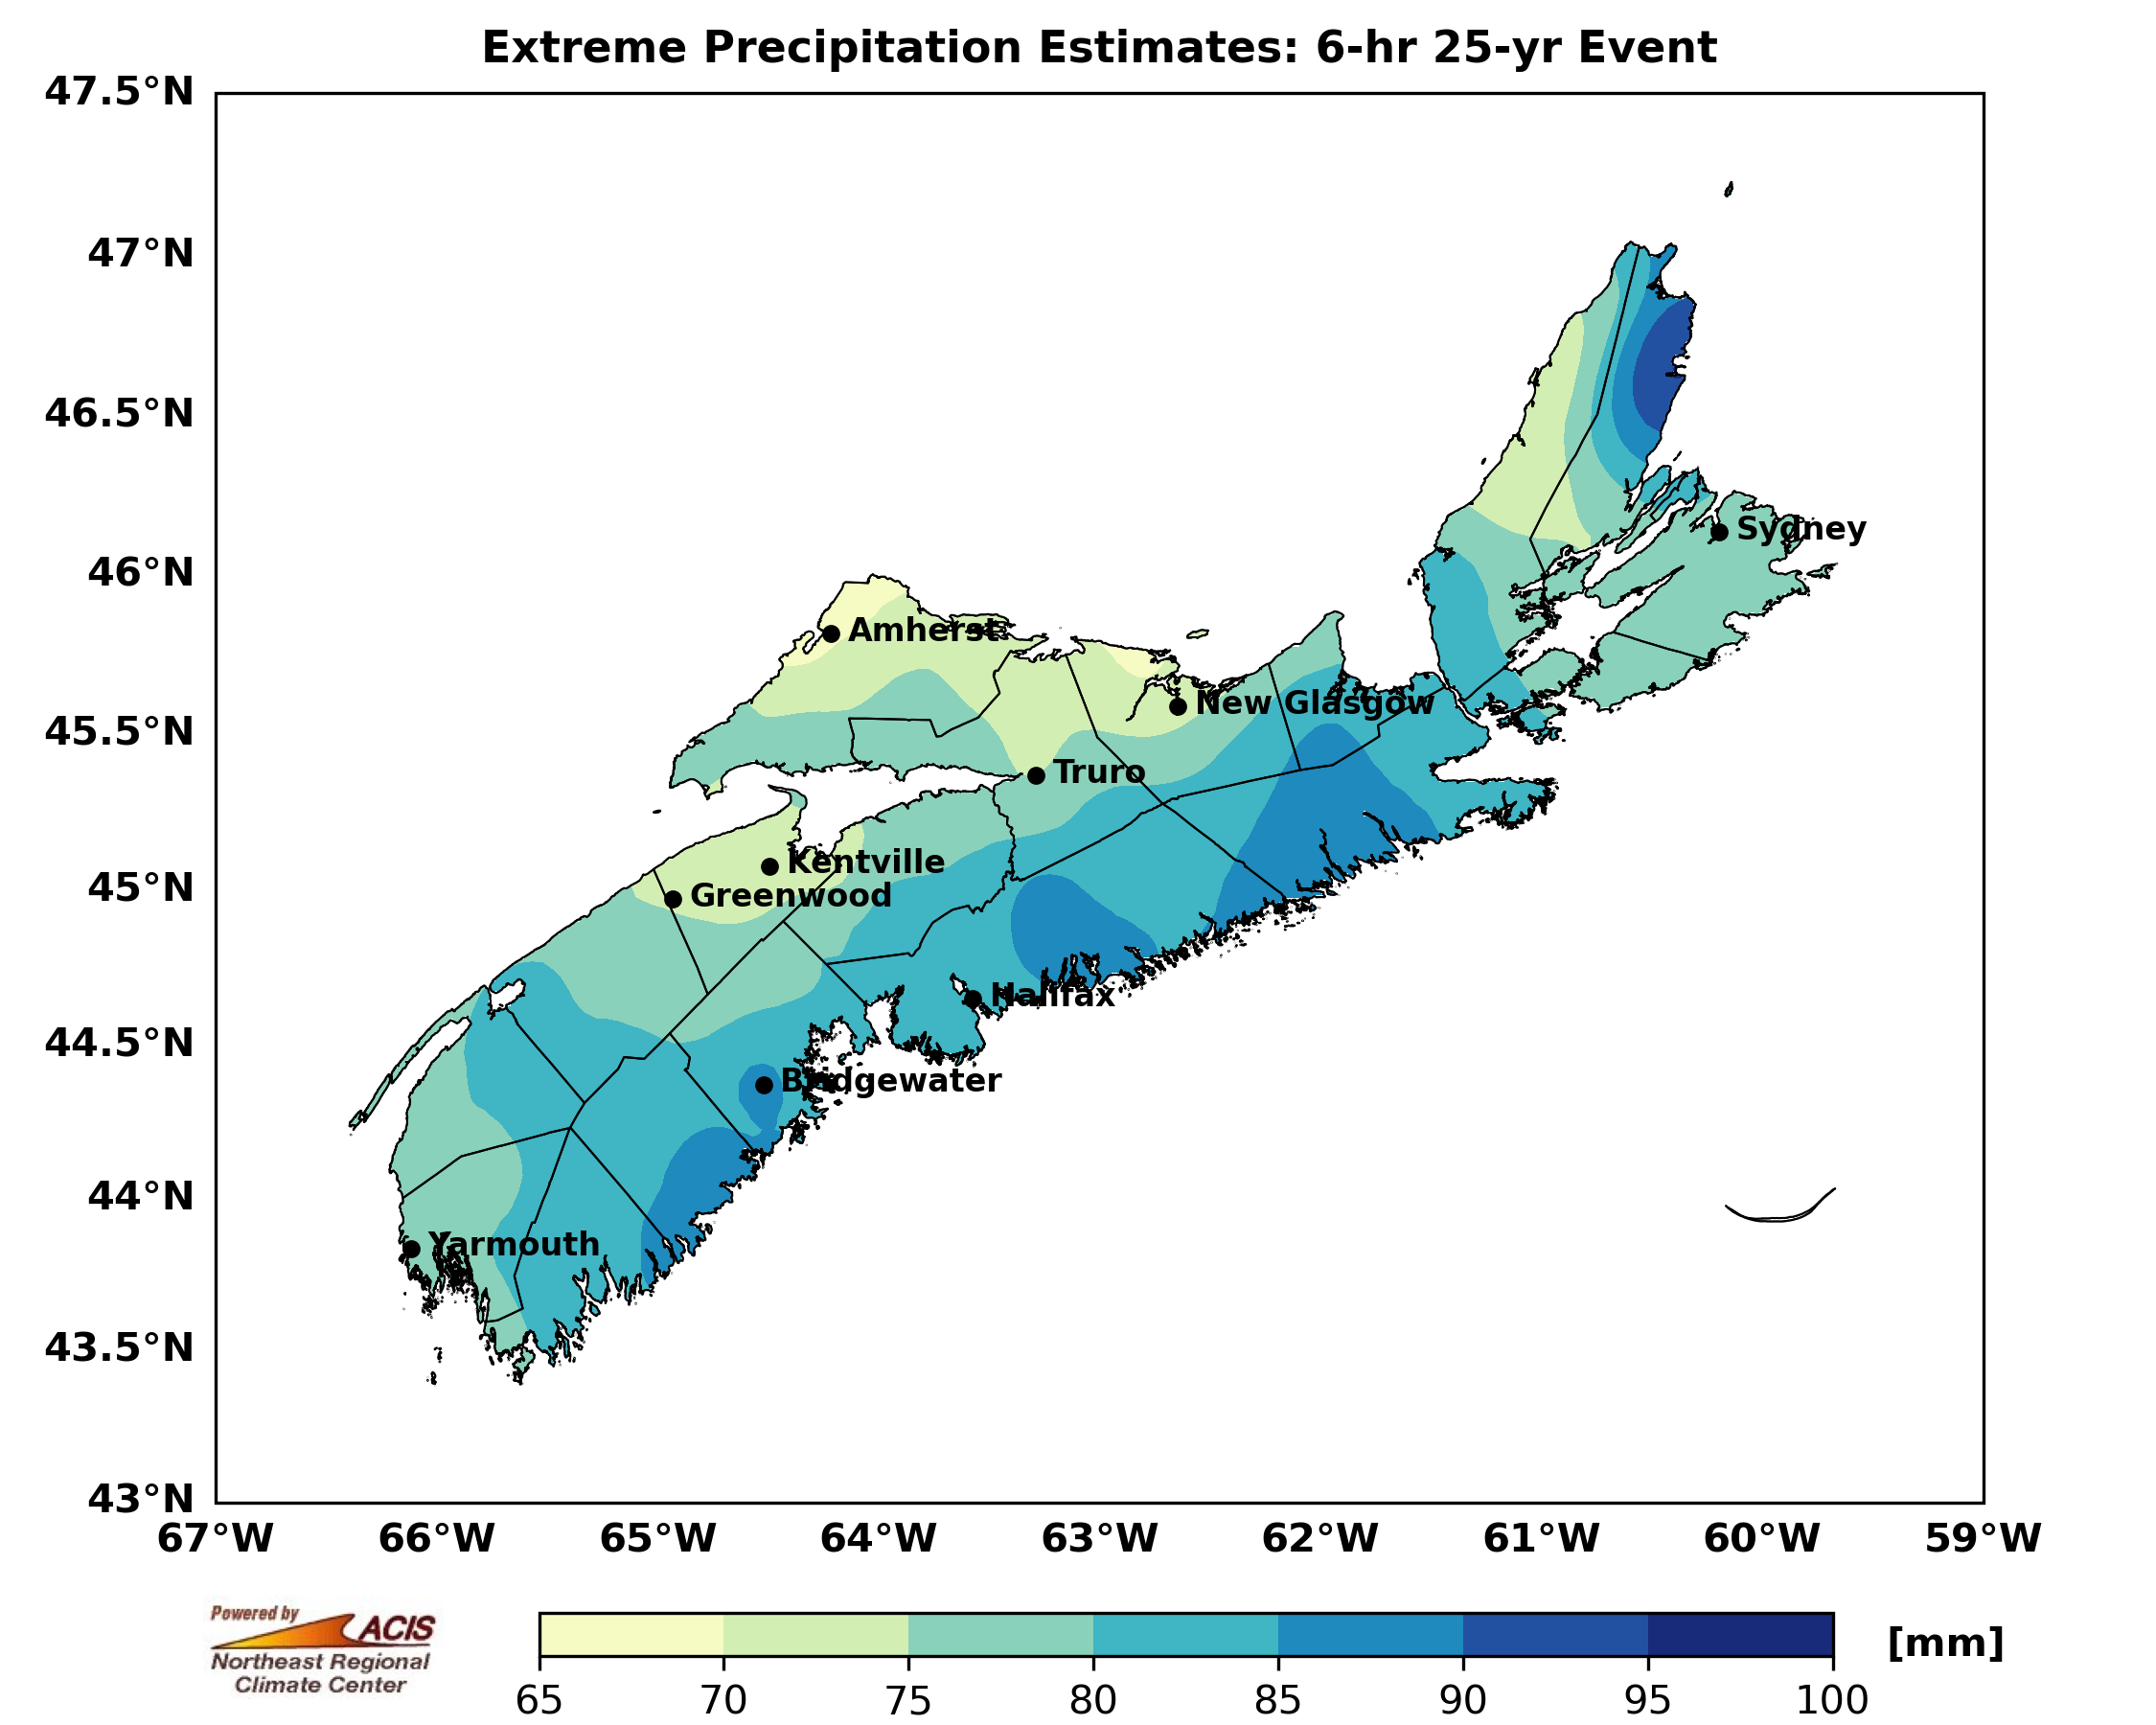 Extreme Precipitation Estimates: 6-hr 25-yr Event
47.5°N
47°N
46.5°N
46°N
45.5°N
45°N
44.5°N
44°N
43.5°N
43°N
Sydney
Amherst
New Glasgow
Truro
Kentville
Greenwood
Halifax
Bridgewater
Yarmouth
67°W 66°W 65°W 64°W 63°W 62°W 61°W 60°W 59°W
Powered by
ACIS
Northeast Regional
Climate Center
[mm]
65 70 75 80 85 90 95 100